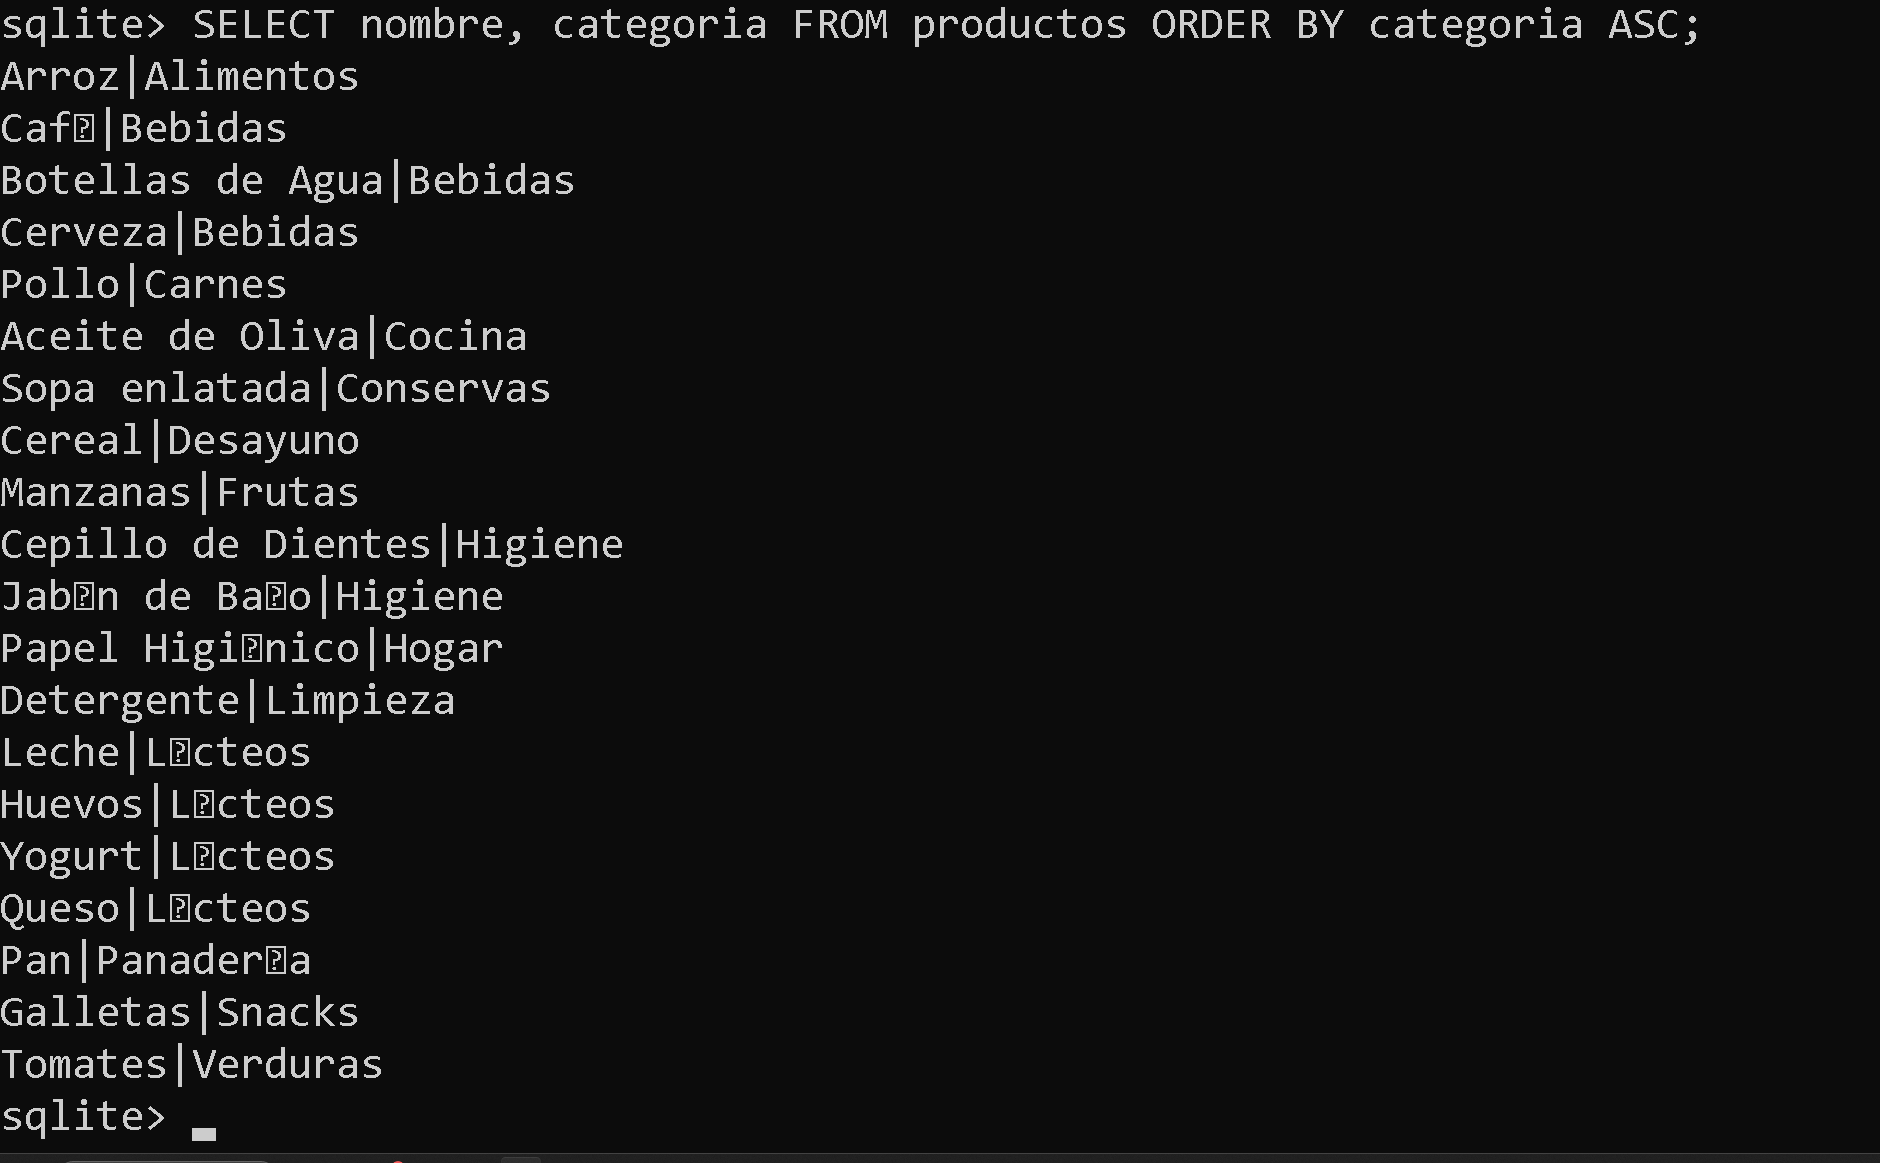 sqlite> SELECT nombre, categoria FROM productos ORDER BY categoria ASC;
Arroz|Alimentos
Caf�|Bebidas
Botellas de Agua|Bebidas
Cerveza|Bebidas
Pollo|Carnes
Aceite de Oliva|Cocina
Sopa enlatada|Conservas
Cereal|Desayuno
Manzanas|Frutas
Cepillo de Dientes|Higiene
Jab�n de Ba�o|Higiene
Papel Higi�nico|Hogar
Detergente|Limpieza
Leche|L�cteos
Huevos|L�cteos
Yogurt|L�cteos
Queso|L�cteos
Pan|Panader�a
Galletas|Snacks
Tomates|Verduras
sqlite>